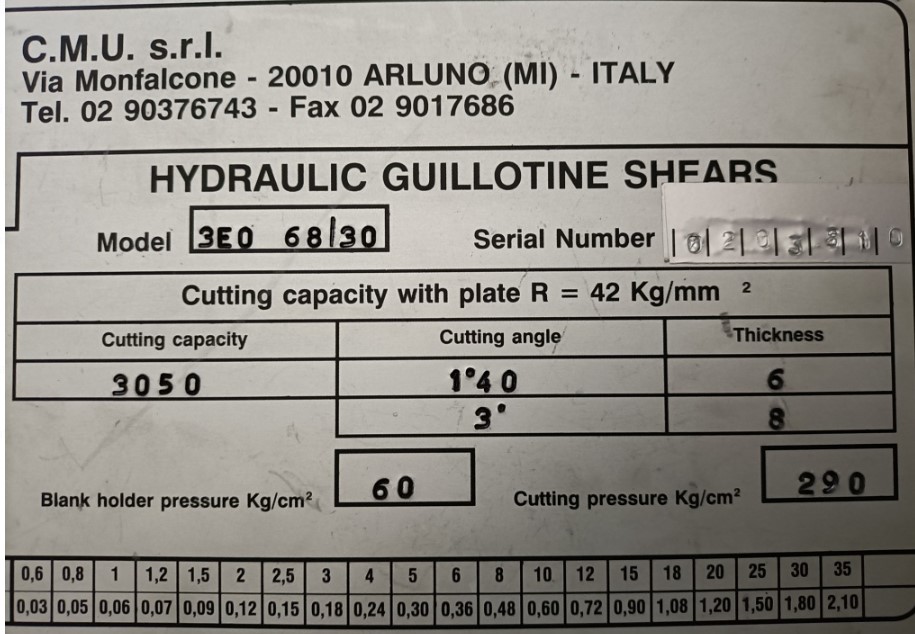 C.M.U. s.r.l.
Via Monfalcone - 20010 ARLUNO (MI) - ITALY
Tel. 02 90376743 - Fax 02 9017686
HYDRAULIC GUILLOTINE SHEARS
Model 3EO 68/30 Serial Number
Cutting capacity with plate R = 42 Kg/mm 2
Cutting capacity Cutting angle Thickness
3050 1°40 6
3° 8
Blank holder pressure Kg/cm² 60 Cutting pressure Kg/cm² 290
0,6 0,8 1 1,2 1,5 2 2,5 3 4 5 6 8 10 12 15 18 20 25 30 35
0,03 0,05 0,06 0,07 0,09 0,12 0,15 0,18 0,24 0,30 0,36 0,48 0,60 0,72 0,90 1,08 1,20 1,50 1,80 2,10